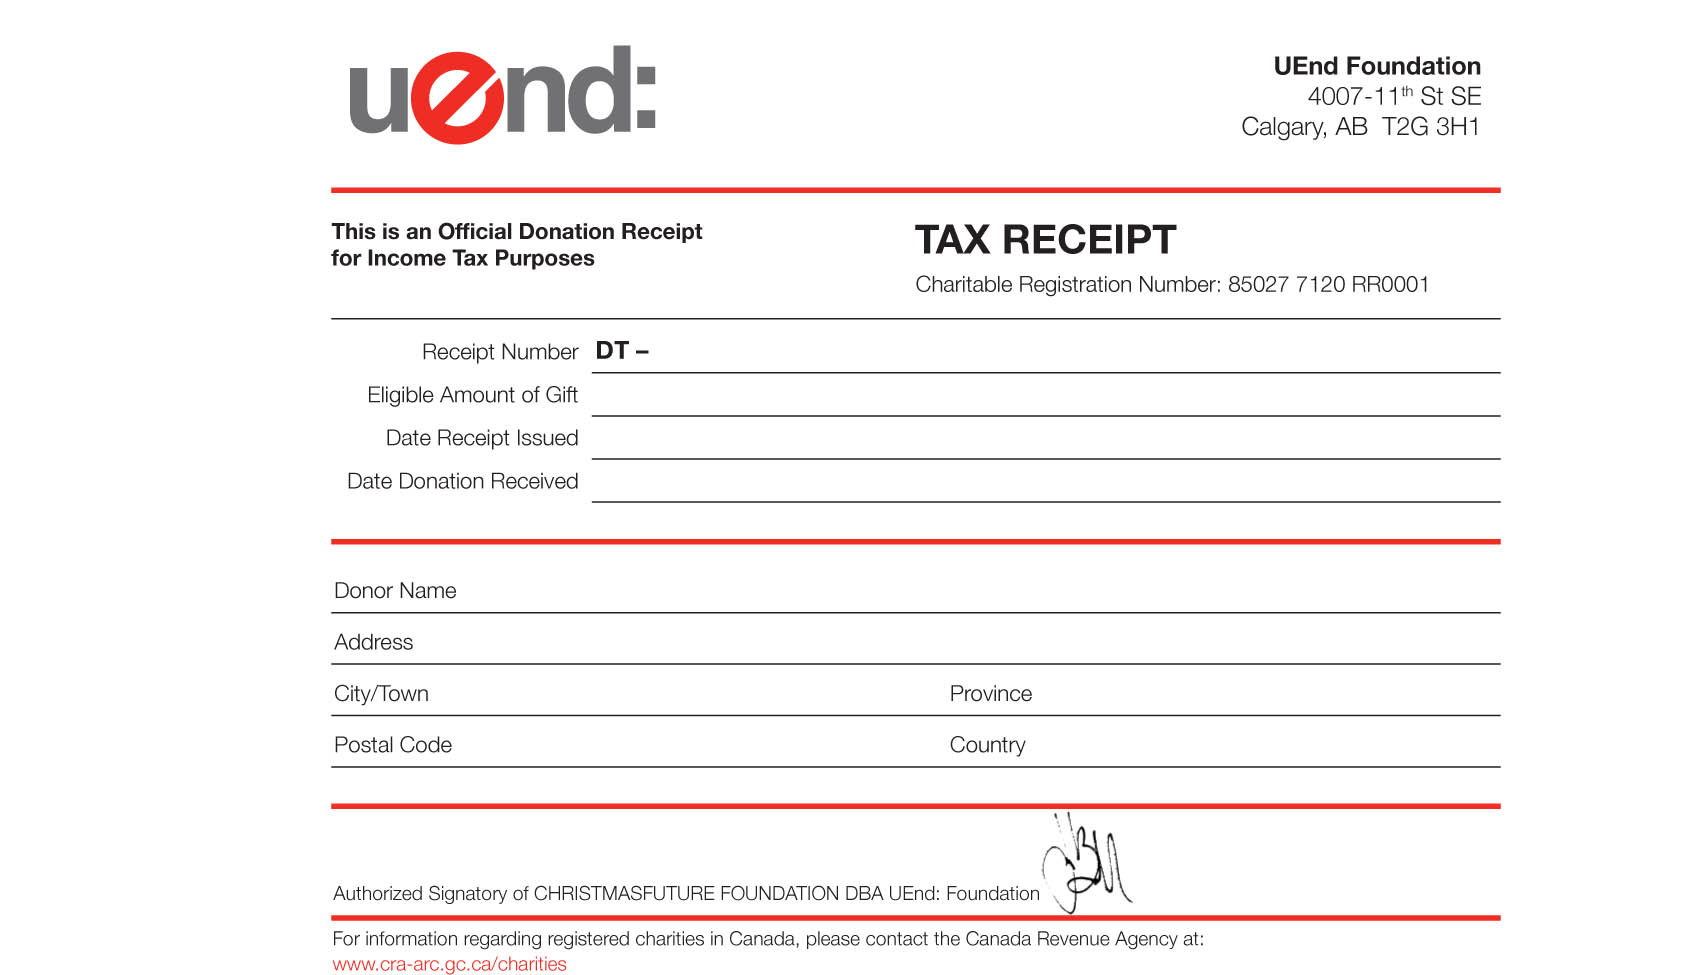 uend:
UEnd Foundation
4007-11th St SE
Calgary, AB T2G 3H1
This is an Official Donation Receipt
for Income Tax Purposes
TAX RECEIPT
Charitable Registration Number: 85027 7120 RR0001
Receipt Number DT –
Eligible Amount of Gift
Date Receipt Issued
Date Donation Received
Donor Name
Address
City/Town Province
Postal Code Country
Authorized Signatory of CHRISTMASFUTURE FOUNDATION DBA UEnd: Foundation
For information regarding registered charities in Canada, please contact the Canada Revenue Agency at:
www.cra-arc.gc.ca/charities